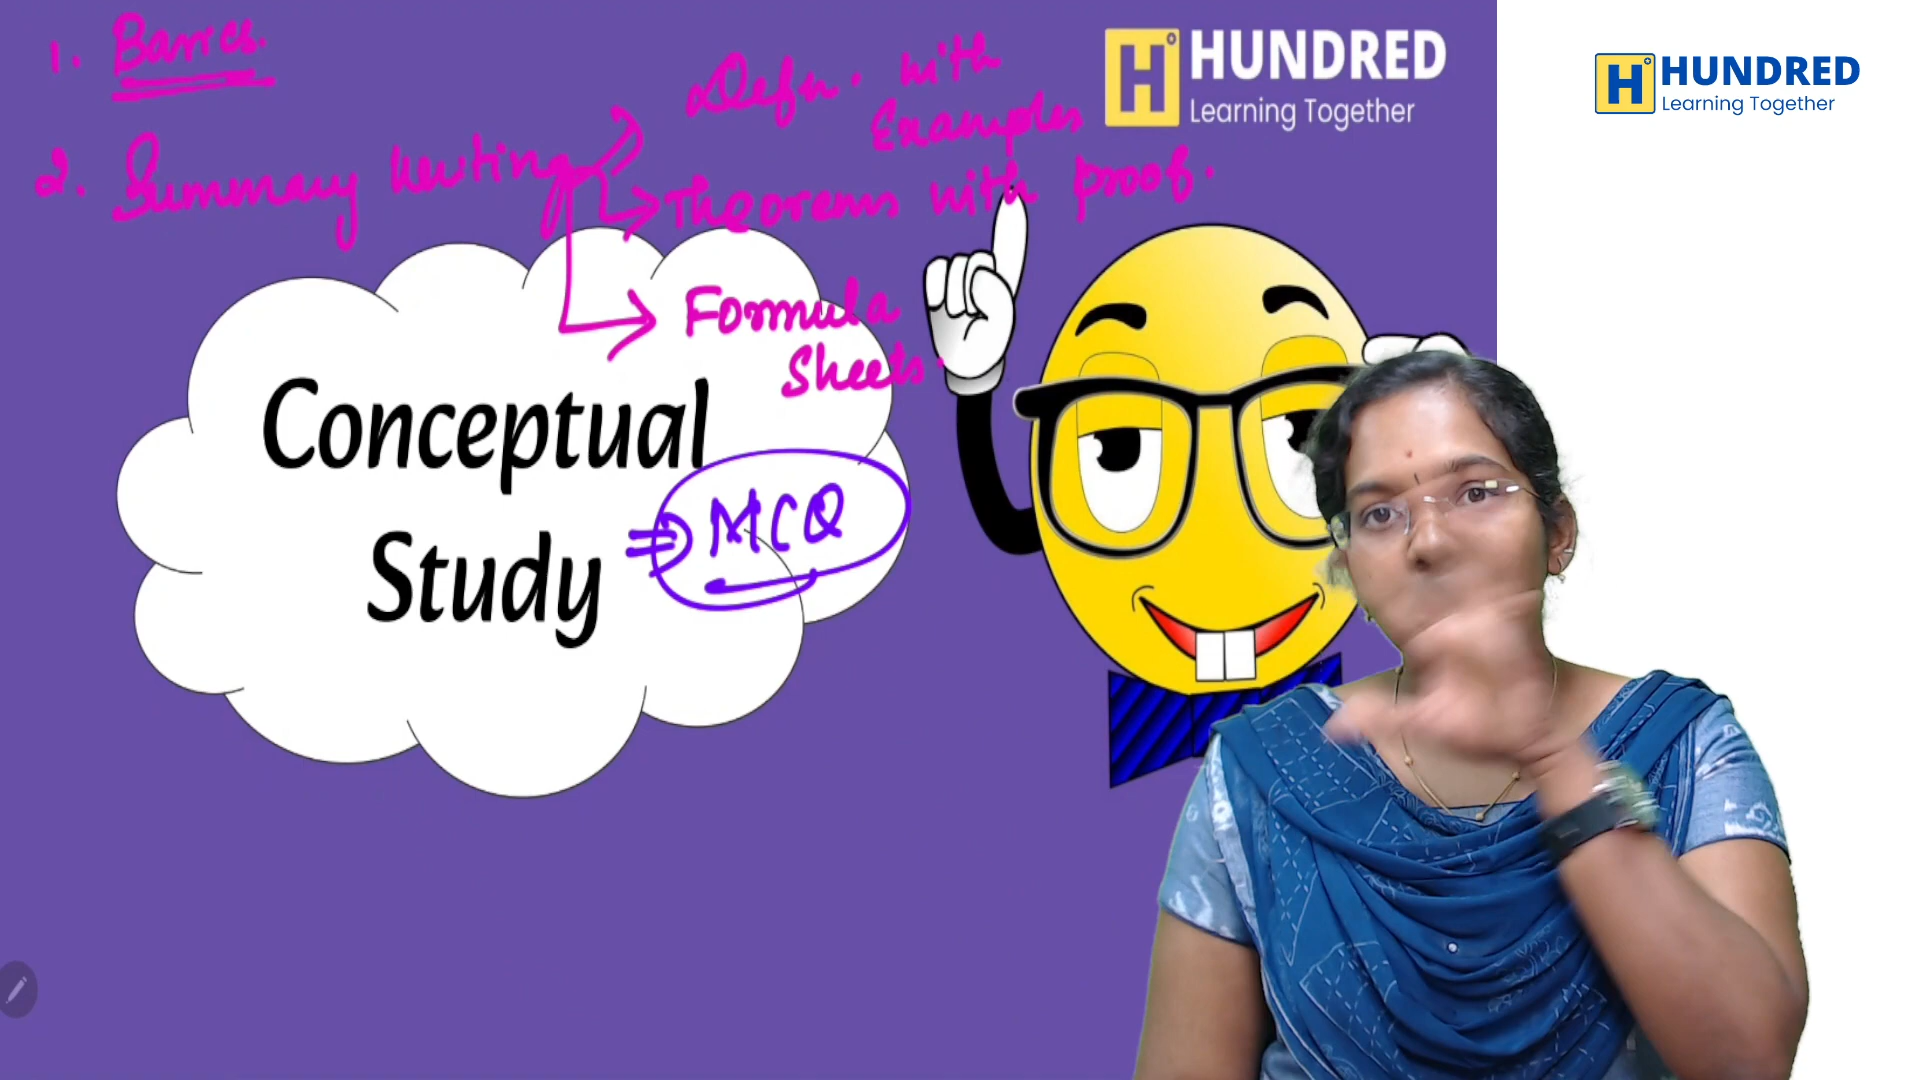 1. Basics.
2. Summary Writing
Defn. with
Examples
Theorems with proof.
Formula
Sheets.
Conceptual
Study
⇒ MCQ
H° HUNDRED
Learning Together
H° HUNDRED
Learning Together